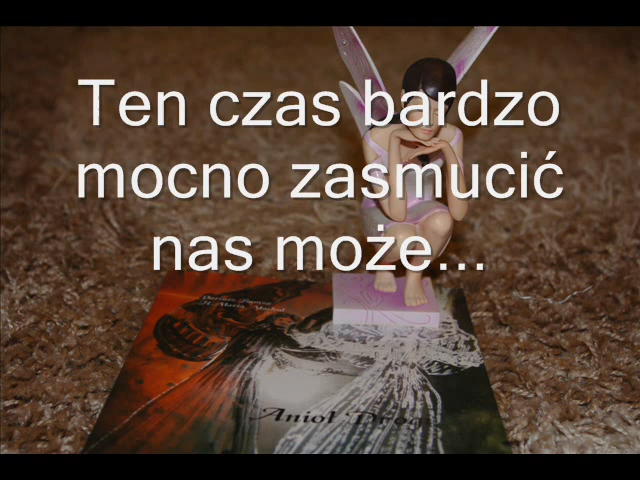 Ten czas bardzo
mocno zasmucić
nas może...
Anioł